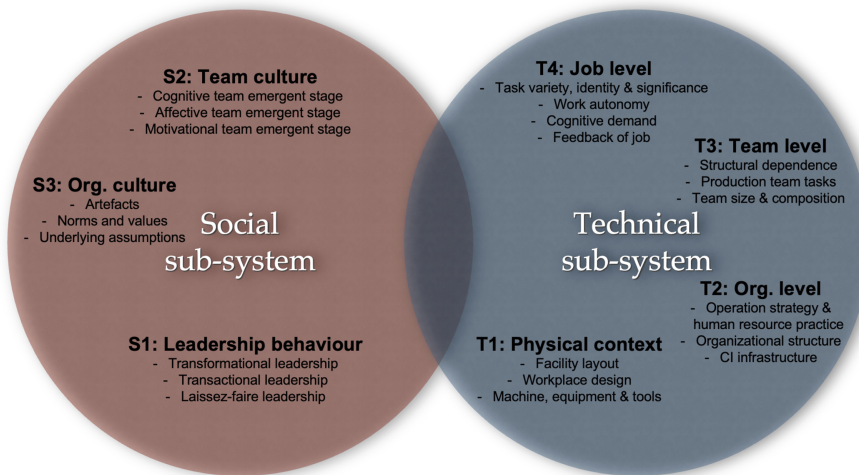 S2: Team culture
- Cognitive team emergent stage
- Affective team emergent stage
- Motivational team emergent stage
S3: Org. culture
- Artefacts
- Norms and values
- Underlying assumptions
Social
sub-system
S1: Leadership behaviour
- Transformational leadership
- Transactional leadership
- Laissez-faire leadership
T4: Job level
- Task variety, identity & significance
- Work autonomy
- Cognitive demand
- Feedback of job
T3: Team level
- Structural dependence
- Production team tasks
- Team size & composition
Technical
sub-system
T2: Org. level
- Operation strategy &
human resource practice
- Organizational structure
- CI infrastructure
T1: Physical context
- Facility layout
- Workplace design
- Machine, equipment & tools